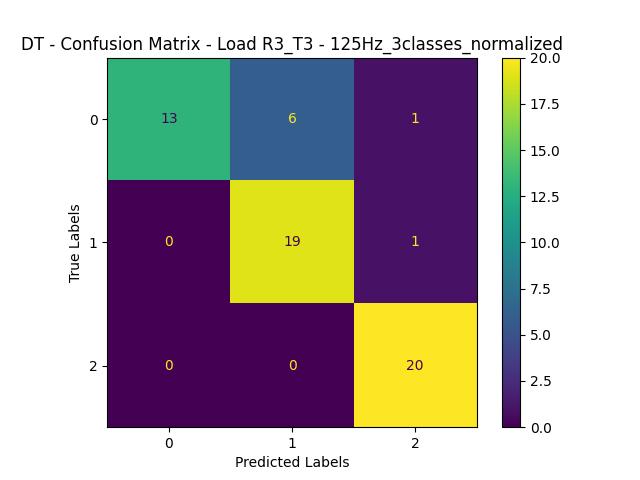 DT - Confusion Matrix - Load R3_T3 - 125Hz_3classes_normalized
True Labels
0
1
2
13 6 1
0 19 1
0 0 20
0 1 2
Predicted Labels
20.0
17.5
15.0
12.5
10.0
7.5
5.0
2.5
0.0